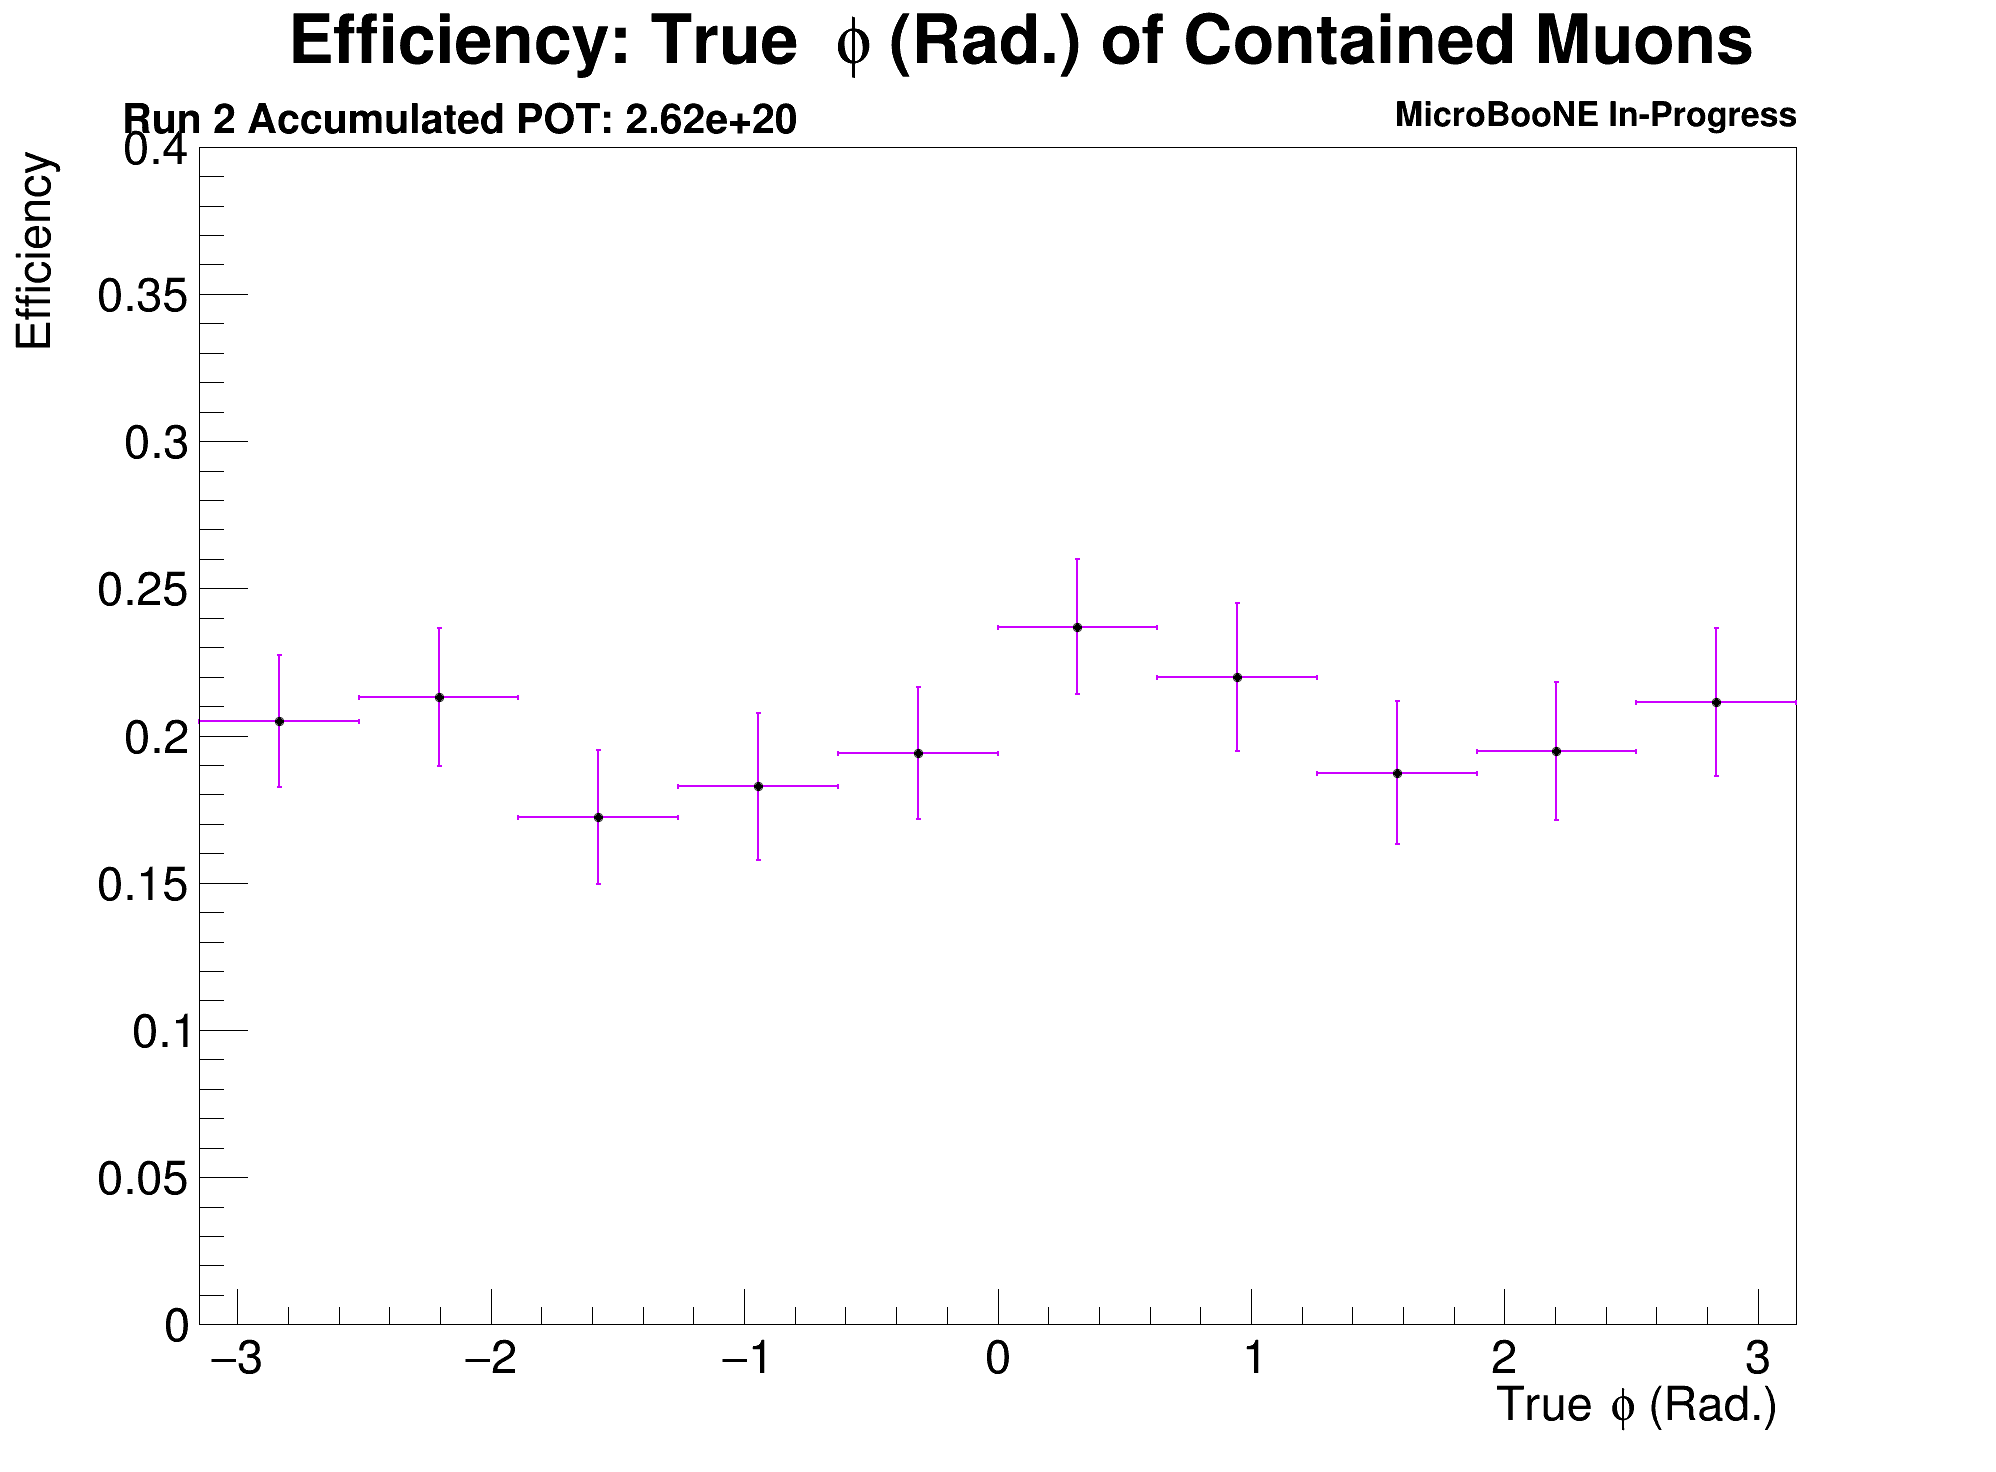 Efficiency: True ϕ (Rad.) of Contained Muons
Run 2 Accumulated POT: 2.62e+20
MicroBooNE In-Progress
Efficiency
0.4
0.35
0.3
0.25
0.2
0.15
0.1
0.05
0
−3 −2 −1 0 1 2 3
True ϕ (Rad.)